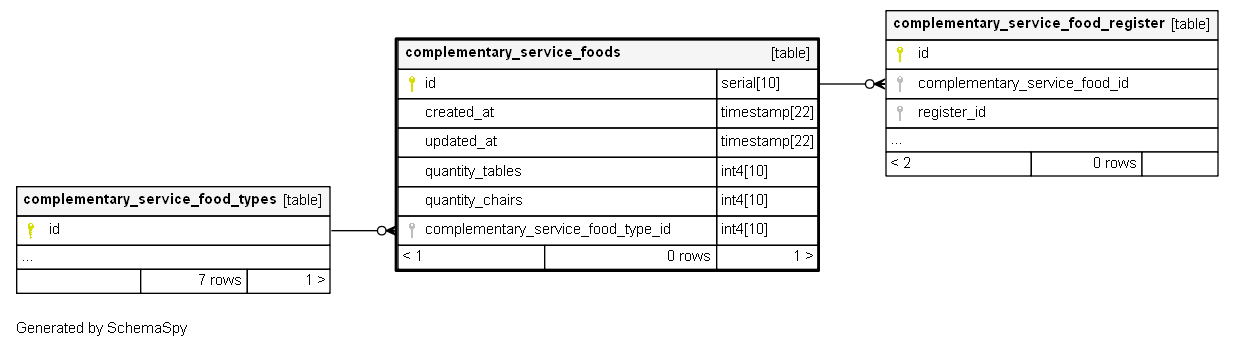 complementary_service_food_register [table]
id
complementary_service_food_id
register_id
...
< 2 0 rows
complementary_service_foods [table]
id serial[10]
created_at timestamp[22]
updated_at timestamp[22]
quantity_tables int4[10]
quantity_chairs int4[10]
complementary_service_food_type_id int4[10]
< 1 0 rows 1 >
complementary_service_food_types [table]
id
...
7 rows 1 >
Generated by SchemaSpy